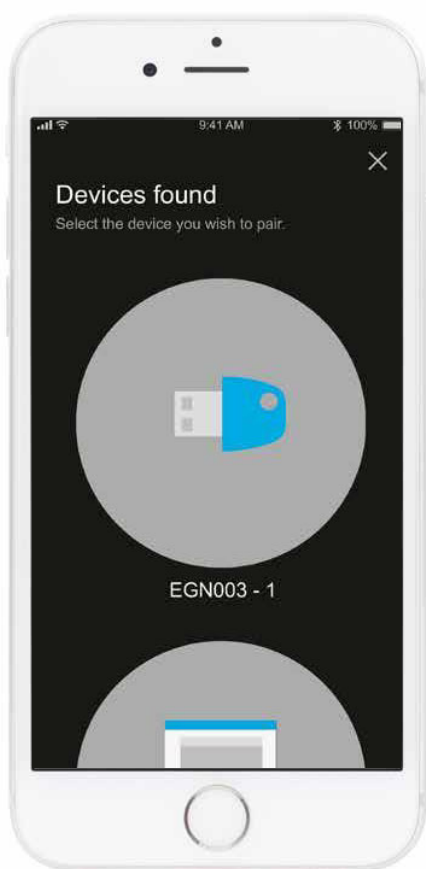 9:41 AM
100%
Devices found
Select the device you wish to pair.
EGN003 - 1